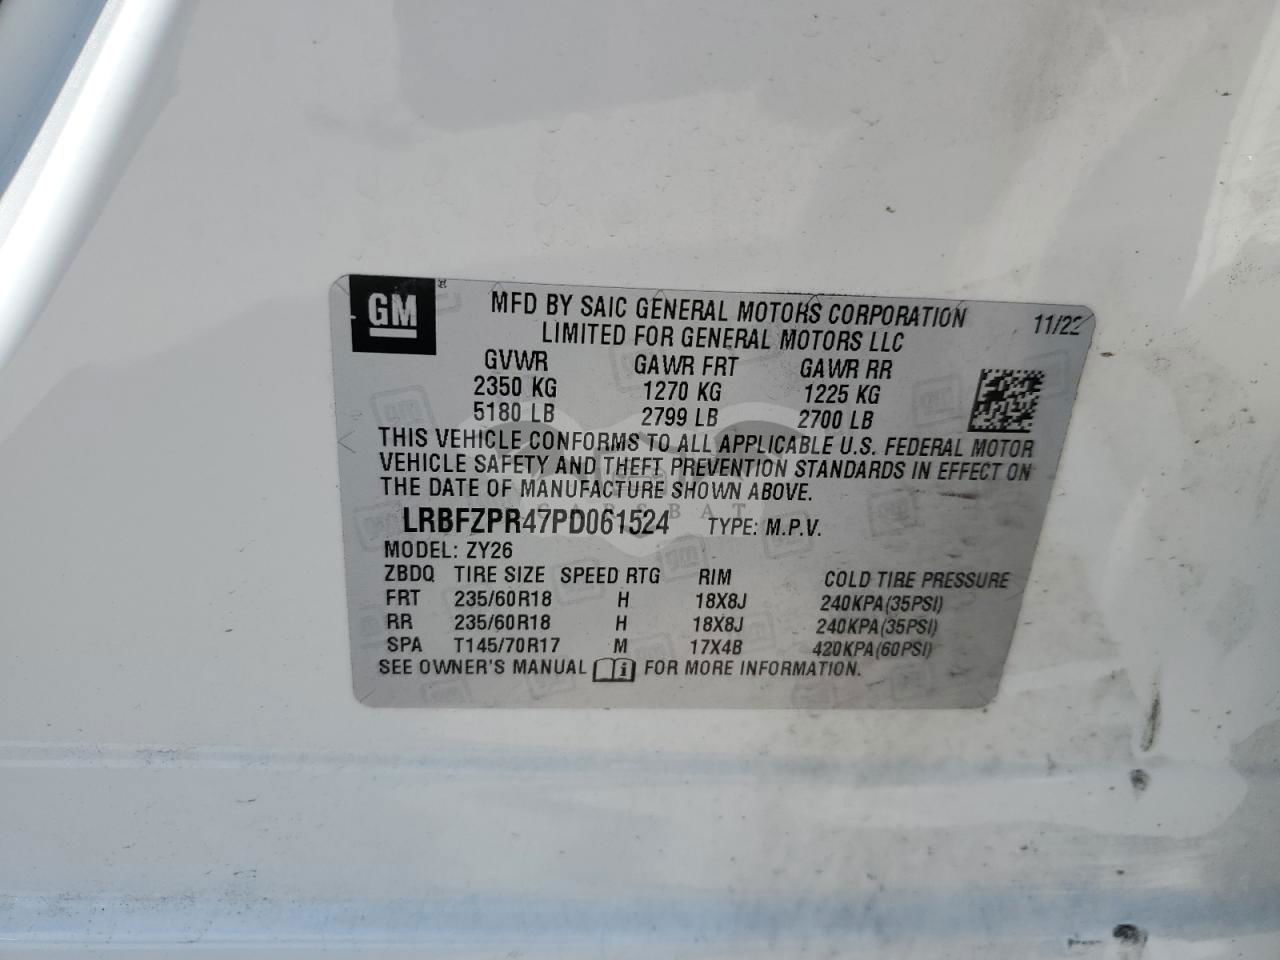 GM
MFD BY SAIC GENERAL MOTORS CORPORATION 11/22
LIMITED FOR GENERAL MOTORS LLC
GVWR GAWR FRT GAWR RR
2350 KG 1270 KG 1225 KG
5180 LB 2799 LB 2700 LB
THIS VEHICLE CONFORMS TO ALL APPLICABLE U.S. FEDERAL MOTOR
VEHICLE SAFETY AND THEFT PREVENTION STANDARDS IN EFFECT ON
THE DATE OF MANUFACTURE SHOWN ABOVE.
LRBFZPR47PD061524 TYPE: M.P.V.
MODEL: ZY26
ZBDQ TIRE SIZE SPEED RTG RIM COLD TIRE PRESSURE
FRT 235/60R18 H 18X8J 240KPA(35PSI)
RR 235/60R18 H 18X8J 240KPA(35PSI)
SPA T145/70R17 M 17X4B 420KPA(60PSI)
SEE OWNER'S MANUAL FOR MORE INFORMATION.